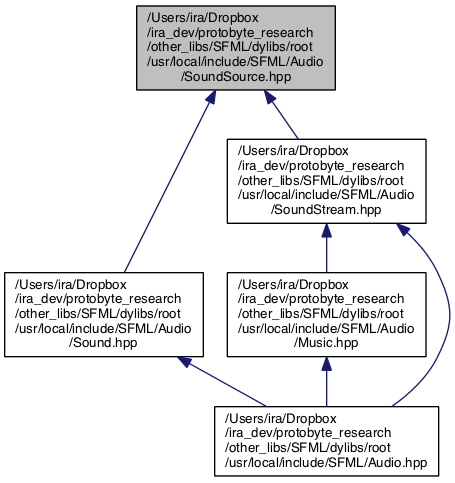 /Users/ira/Dropbox
/ira_dev/protobyte_research
/other_libs/SFML/dylibs/root
/usr/local/include/SFML/Audio
/SoundSource.hpp
/Users/ira/Dropbox
/ira_dev/protobyte_research
/other_libs/SFML/dylibs/root
/usr/local/include/SFML/Audio
/SoundStream.hpp
/Users/ira/Dropbox
/ira_dev/protobyte_research
/other_libs/SFML/dylibs/root
/usr/local/include/SFML/Audio
/Sound.hpp
/Users/ira/Dropbox
/ira_dev/protobyte_research
/other_libs/SFML/dylibs/root
/usr/local/include/SFML/Audio
/Music.hpp
/Users/ira/Dropbox
/ira_dev/protobyte_research
/other_libs/SFML/dylibs/root
/usr/local/include/SFML/Audio.hpp